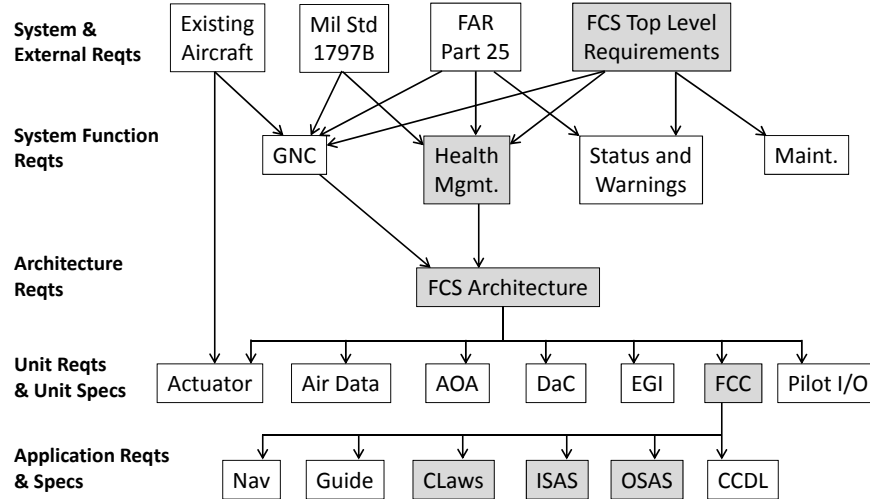 System &
External Reqts
Existing
Aircraft
Mil Std
1797B
FAR
Part 25
FCS Top Level
Requirements
System Function
Reqts
GNC
Health
Mgmt.
Status and
Warnings
Maint.
Architecture
Reqts
FCS Architecture
Unit Reqts
& Unit Specs
Actuator
Air Data
AOA
DaC
EGI
FCC
Pilot I/O
Application Reqts
& Specs
Nav
Guide
CLaws
ISAS
OSAS
CCDL